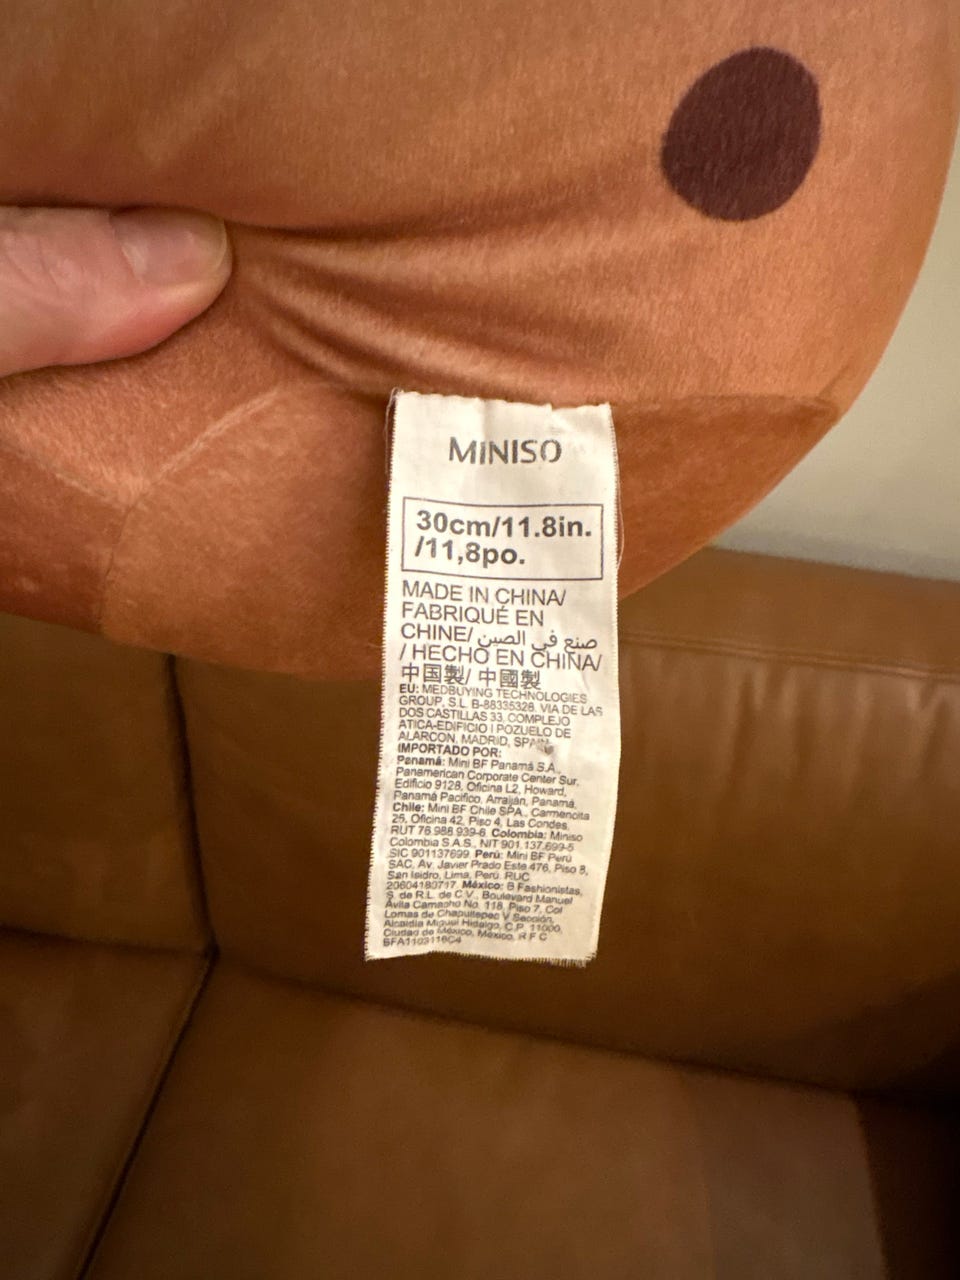 MINISO
30cm/11.8in.
/11,8po.
MADE IN CHINA/
FABRIQUÉ EN
CHINE/ صنع في الصين
/ HECHO EN CHINA/
中国製/ 中國製
EU: MEDBUYING TECHNOLOGIES
GROUP, S.L. B-88335328. VIA DE LAS
DOS CASTILLAS 33, COMPLEJO
ATICA-EDIFICIO I POZUELO DE
ALARCON, MADRID, SPAIN
IMPORTADO POR:
Panamá: Mini BF Panamá S.A.,
Panamerican Corporate Center Sur,
Edificio 9128, Oficina L2, Howard,
Panamá Pacifico, Arraiján, Panamá.
Chile: Mini BF Chile SPA., Carmencita
25, Oficina 42, Piso 4, Las Condes,
RUT 76.988.939-6 Colombia: Miniso
Colombia S.A.S., NIT 901.137.699-5
SIC 901137699. Perú: Mini BF Perú
SAC, Av. Javier Prado Este 476, Piso 8,
San Isidro, Lima, Perú. RUC
20604180717. México: B Fashionistas,
S. de R.L. de C.V., Boulevard Manuel
Ávila Camacho No. 118, Piso 7, Col
Lomas de Chapultepec V Sección,
Alcaldía Miguel Hidalgo, C.P. 11000,
Ciudad de México, México. R F C
BFA1103116C4